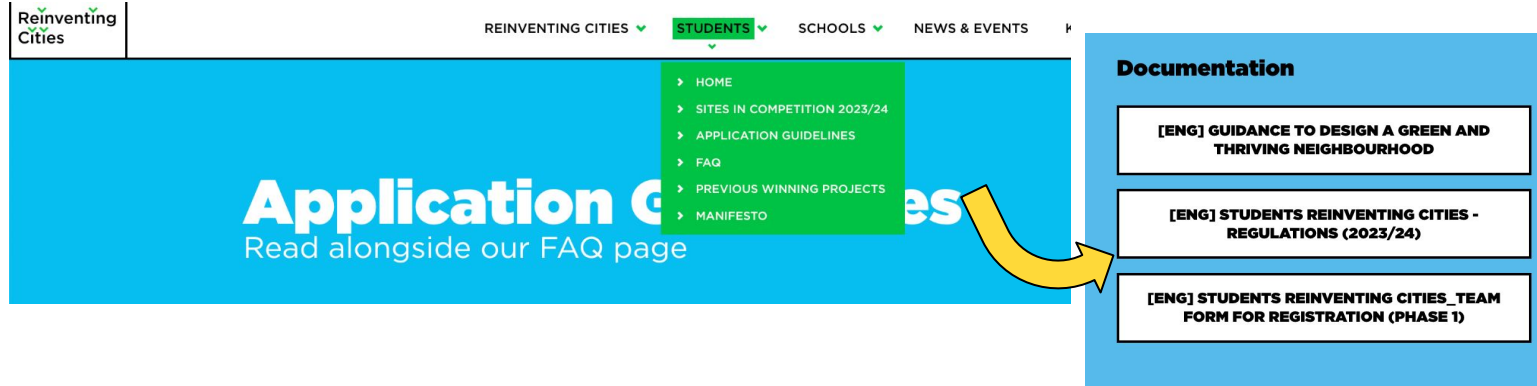 Reinventing
Cities
REINVENTING CITIES
STUDENTS
SCHOOLS
NEWS & EVENTS
HOME
SITES IN COMPETITION 2023/24
APPLICATION GUIDELINES
FAQ
PREVIOUS WINNING PROJECTS
MANIFESTO
Application G es
Read alongside our FAQ page
Documentation
[ENG] GUIDANCE TO DESIGN A GREEN AND
THRIVING NEIGHBOURHOOD
[ENG] STUDENTS REINVENTING CITIES -
REGULATIONS (2023/24)
[ENG] STUDENTS REINVENTING CITIES_TEAM
FORM FOR REGISTRATION (PHASE 1)